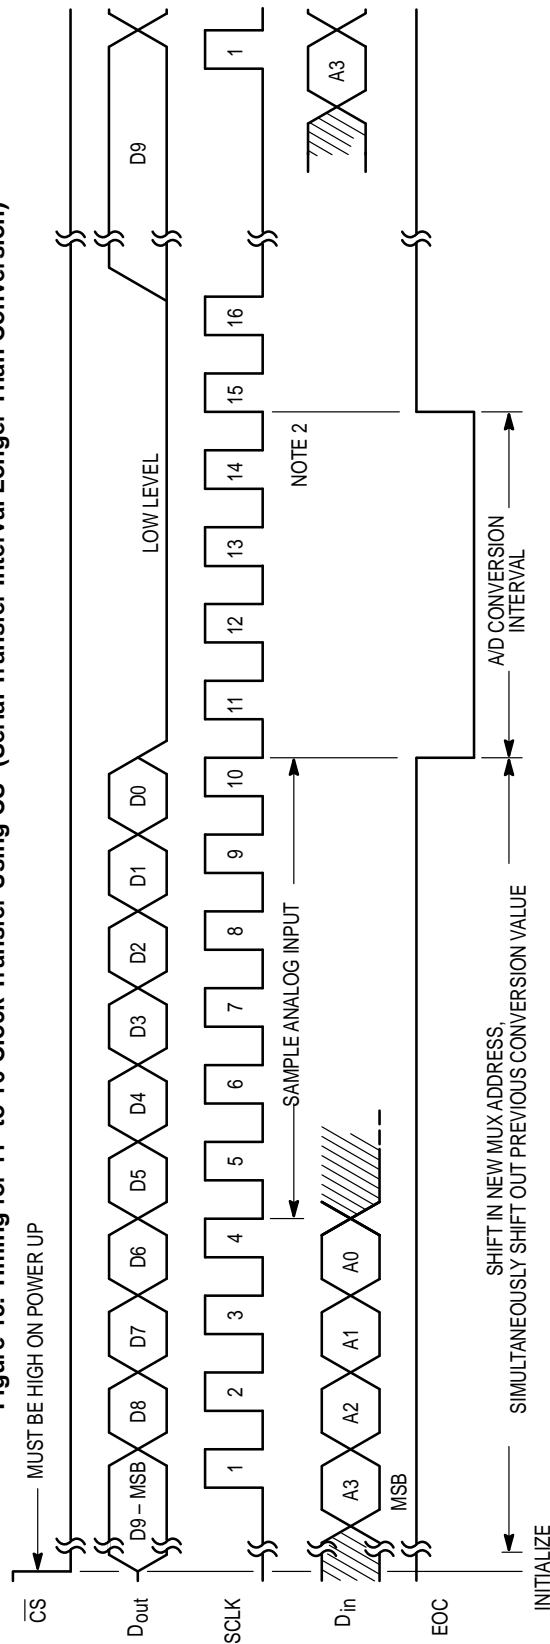 Timing for 11– to 16–Clock Transfer Using CS (Serial Transfer Interval Longer Than Conversion)
MUST BE HIGH ON POWER UP
CS
Dout D9 – MSB D8 D7 D6 D5 D4 D3 D2 D1 D0 LOW LEVEL D9
SCLK 1 2 3 4 5 6 7 8 9 10 11 12 13 14 15 16 1
SAMPLE ANALOG INPUT
NOTE 2
Din A3 A2 A1 A0 A3
MSB
EOC
SHIFT IN NEW MUX ADDRESS,
SIMULTANEOUSLY SHIFT OUT PREVIOUS CONVERSION VALUE
A/D CONVERSION
INTERVAL
INITIALIZE